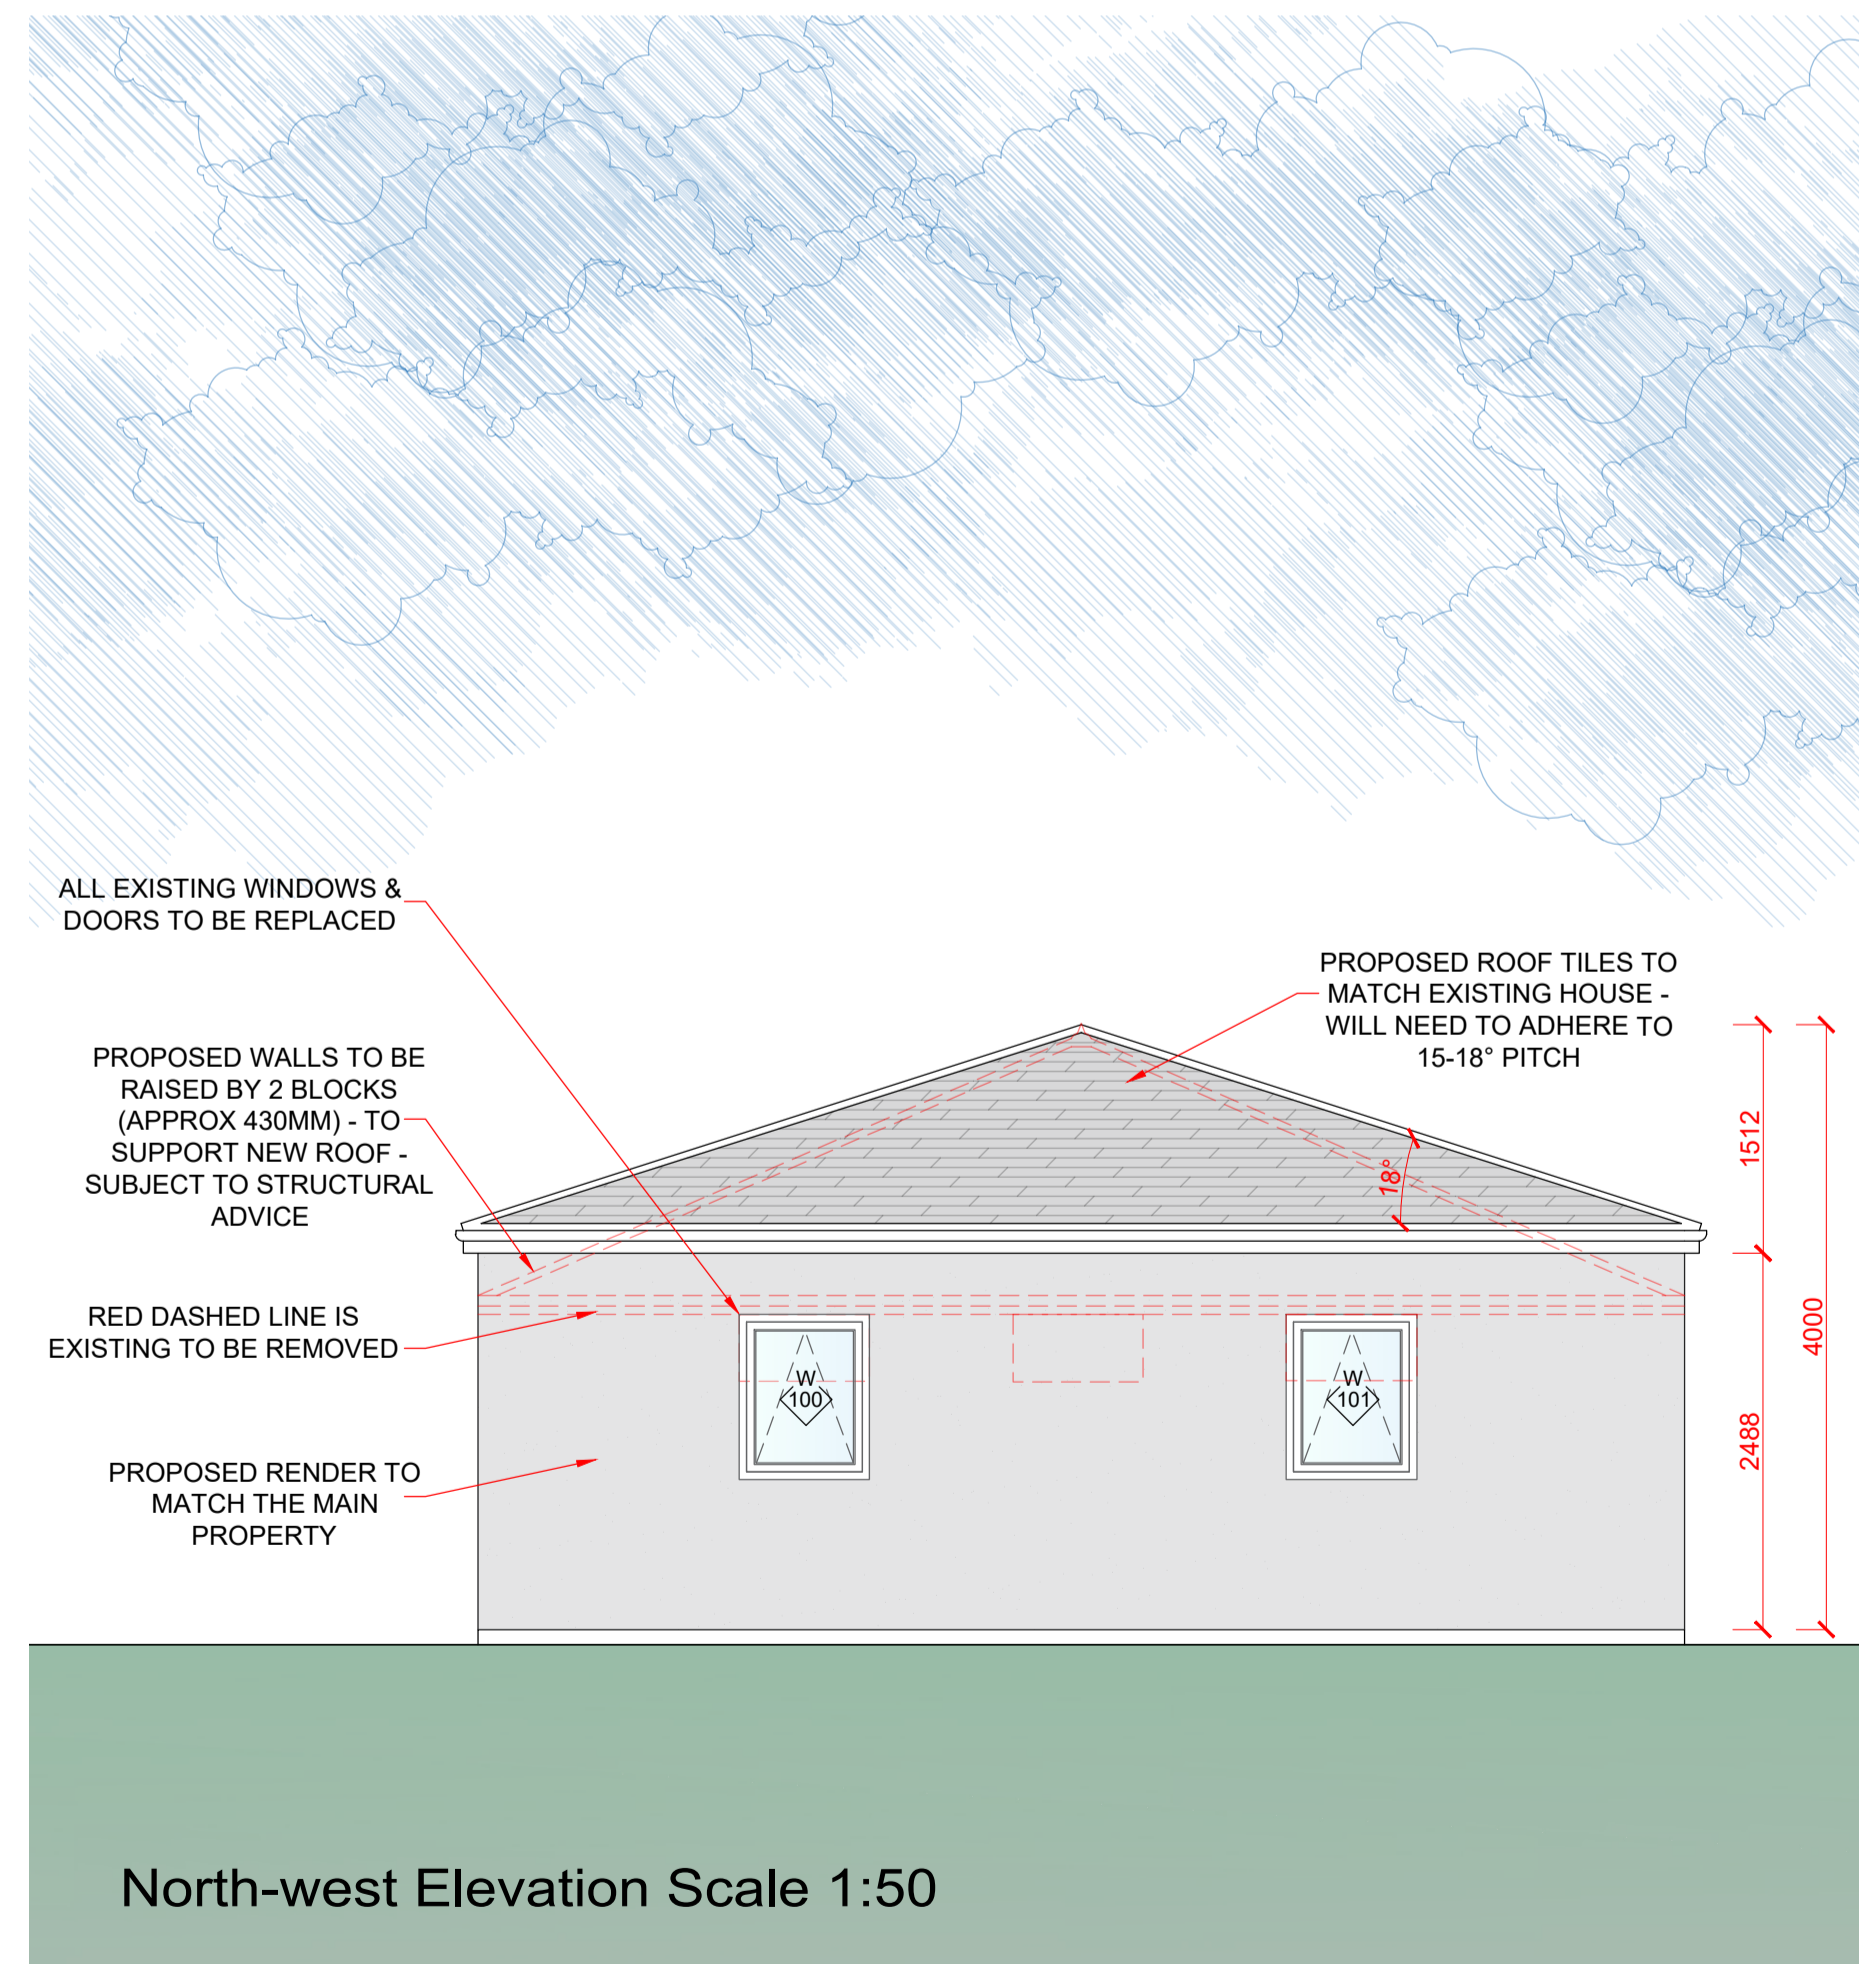 ALL EXISTING WINDOWS &
DOORS TO BE REPLACED
PROPOSED ROOF TILES TO
MATCH EXISTING HOUSE -
WILL NEED TO ADHERE TO
15-18° PITCH
PROPOSED WALLS TO BE
RAISED BY 2 BLOCKS
(APPROX 430MM) - TO
SUPPORT NEW ROOF -
SUBJECT TO STRUCTURAL
ADVICE
18°
1512
4000
2488
RED DASHED LINE IS
EXISTING TO BE REMOVED
W
100
W
101
PROPOSED RENDER TO
MATCH THE MAIN
PROPERTY
North-west Elevation Scale 1:50